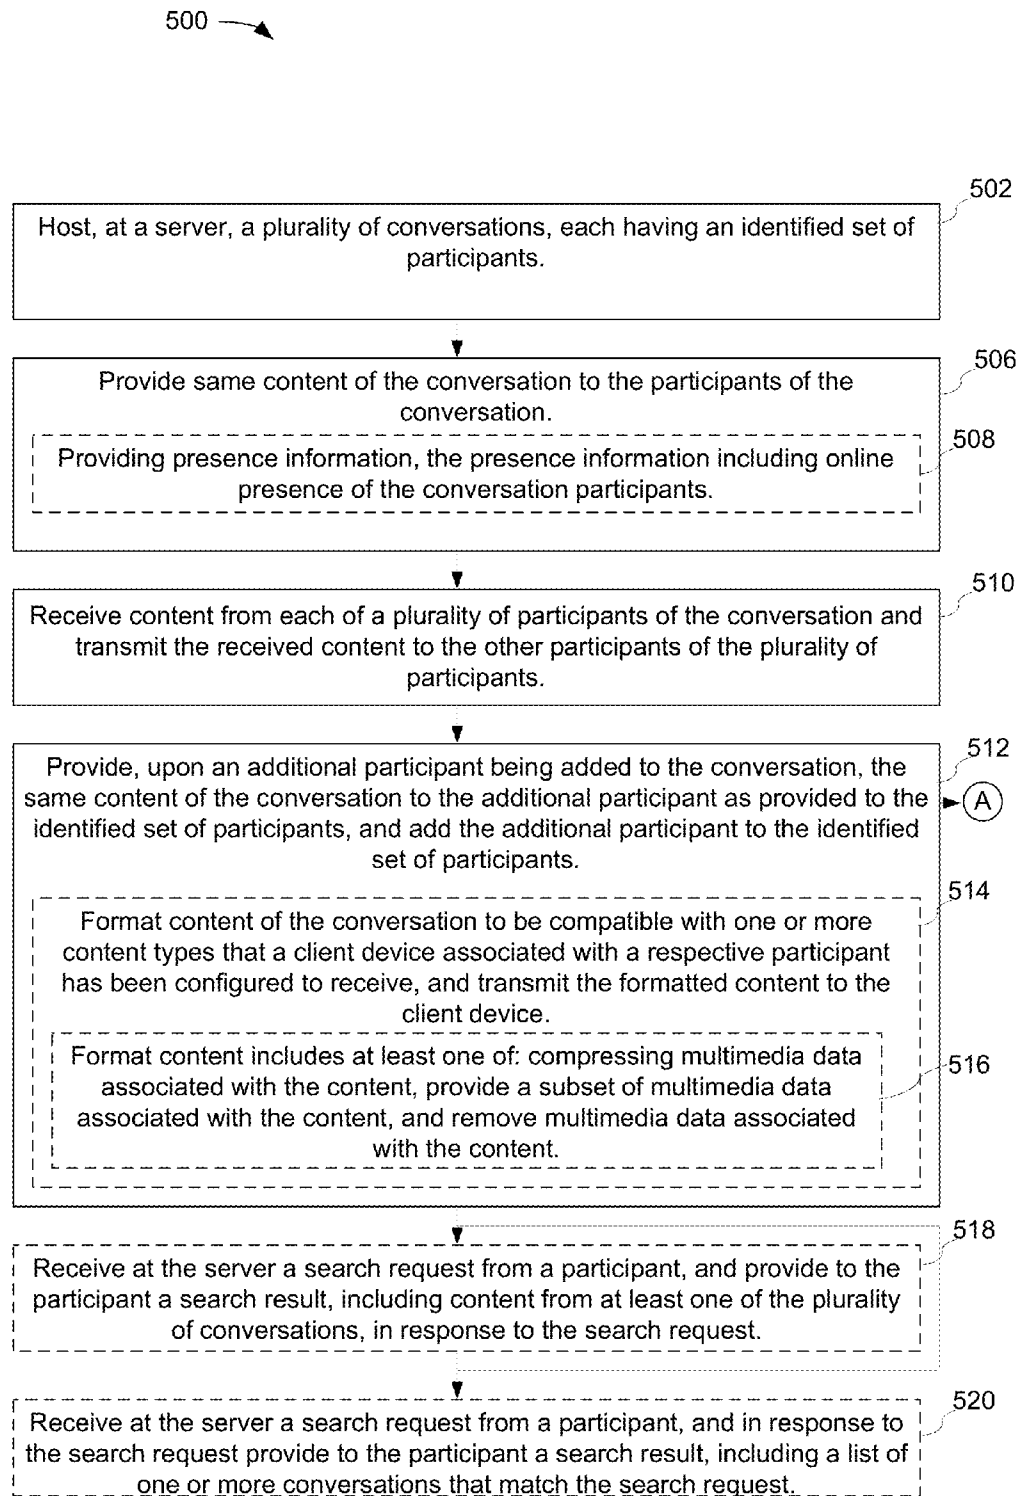 500
502
Host, at a server, a plurality of conversations, each having an identified set of
participants.
506
Provide same content of the conversation to the participants of the
conversation.
508
Providing presence information, the presence information including online
presence of the conversation participants.
510
Receive content from each of a plurality of participants of the conversation and
transmit the received content to the other participants of the plurality of
participants.
512
Provide, upon an additional participant being added to the conversation, the
same content of the conversation to the additional participant as provided to the
identified set of participants, and add the additional participant to the identified
set of participants.
A
514
Format content of the conversation to be compatible with one or more
content types that a client device associated with a respective participant
has been configured to receive, and transmit the formatted content to the
client device.
516
Format content includes at least one of: compressing multimedia data
associated with the content, provide a subset of multimedia data
associated with the content, and remove multimedia data associated
with the content.
518
Receive at the server a search request from a participant, and provide to the
participant a search result, including content from at least one of the plurality
of conversations, in response to the search request.
520
Receive at the server a search request from a participant, and in response to
the search request provide to the participant a search result, including a list of
one or more conversations that match the search request.